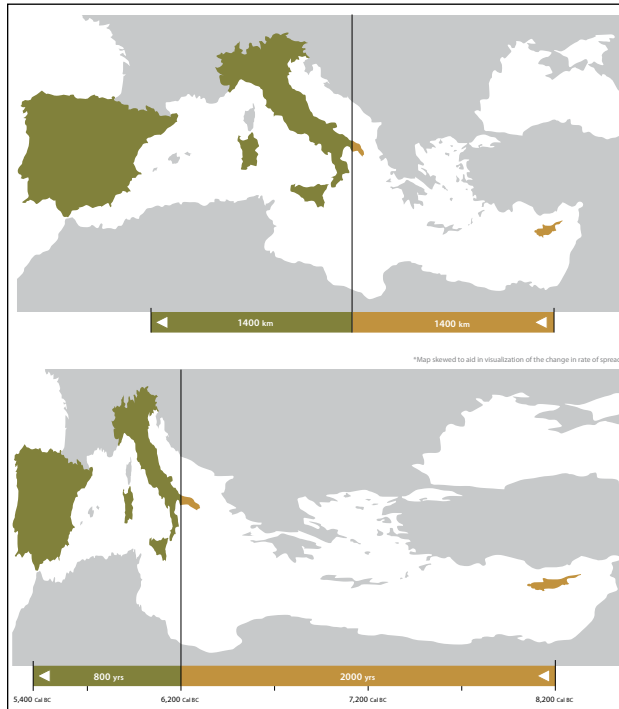 1400 km
1400 km
*Map skewed to aid in visualization of the change in rate of spread
800 yrs
2000 yrs
5,400 Cal BC
6,200 Cal BC
7,200 Cal BC
8,200 Cal BC